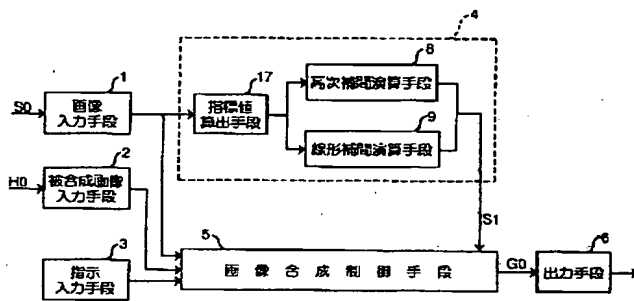 4
8
高次補間演算手段
1
17
S0
画像
入力手段
指標値
算出手段
9
線形補間演算手段
2
H0
被合成画像
入力手段
S1
3
指示
入力手段
5
画像合成制御手段
G0
6
出力手段